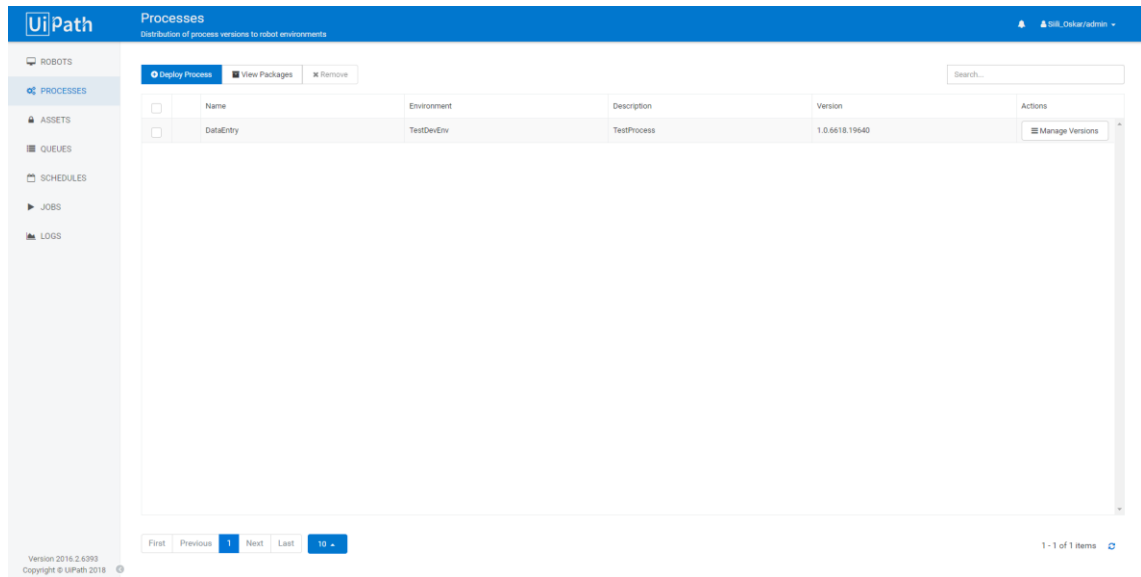 UiPath
Processes
Distribution of process versions to robot environments
Siili_Oskar/admin
ROBOTS
PROCESSES
ASSETS
QUEUES
SCHEDULES
JOBS
LOGS
Deploy Process View Packages Remove
Search...
Name Environment Description Version Actions
DataEntry TestDevEnv TestProcess 1.0.6618.19640 Manage Versions
First Previous 1 Next Last 10
1 - 1 of 1 items
Version 2016.2.6393
Copyright © UiPath 2018